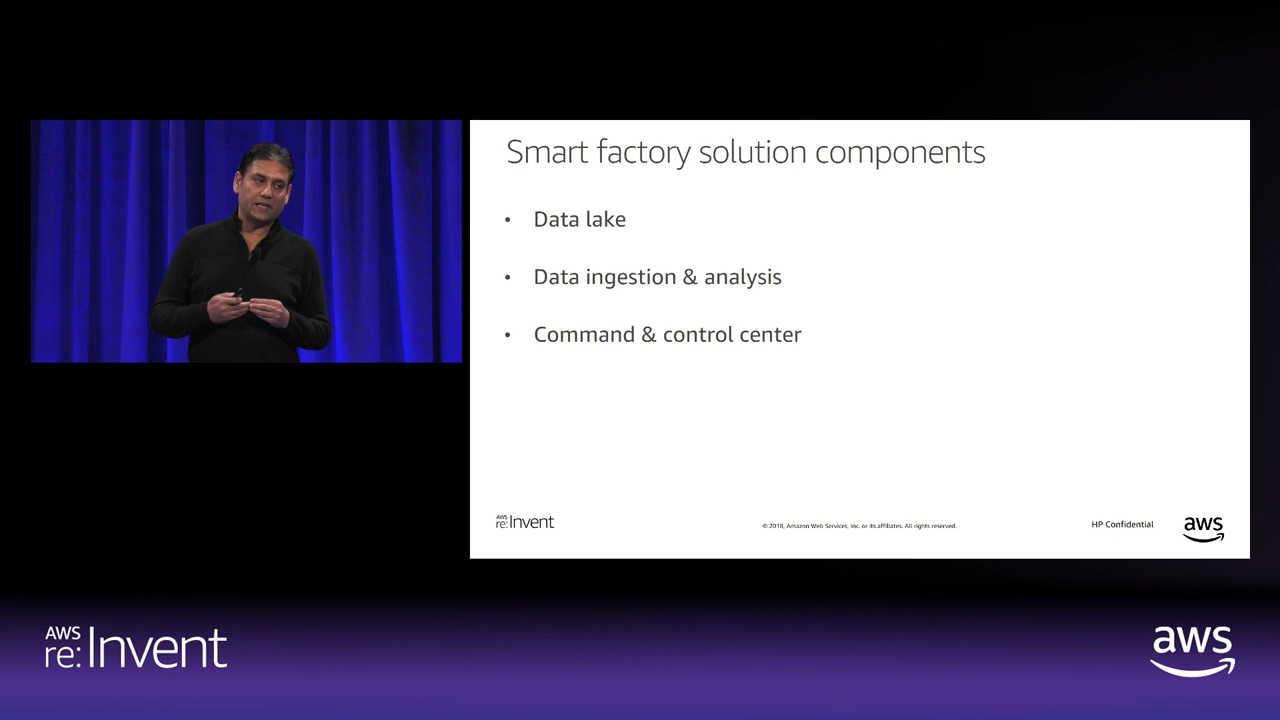 Smart factory solution components
• Data lake
• Data ingestion & analysis
• Command & control center
AWS
re:Invent
© 2018, Amazon Web Services, Inc. or its affiliates. All rights reserved.
HP Confidential
aws
AWS
re:Invent
aws